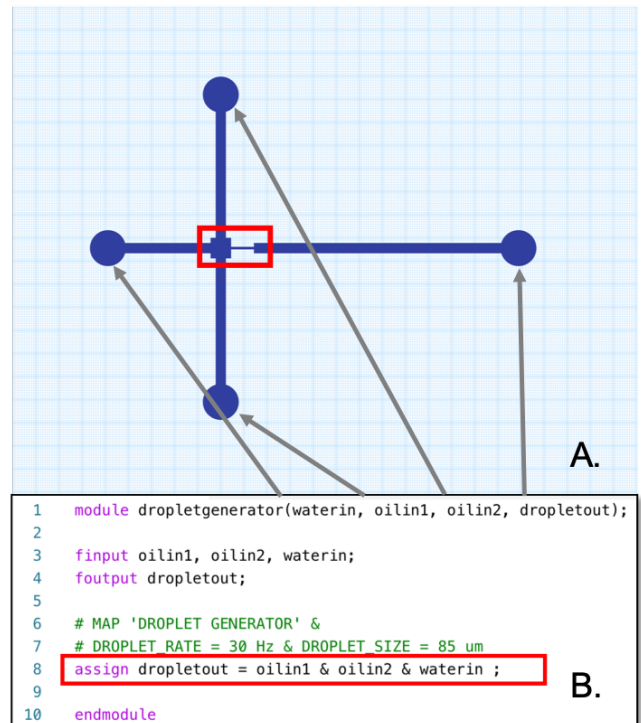 A.
1 module dropletgenerator(waterin, oilin1, oilin2, dropletout);
2
3 finput oilin1, oilin2, waterin;
4 foutput dropletout;
5
6 # MAP 'DROPLET GENERATOR' &
7 # DROPLET_RATE = 30 Hz & DROPLET_SIZE = 85 um
8 assign dropletout = oilin1 & oilin2 & waterin ;
B.
9
10 endmodule